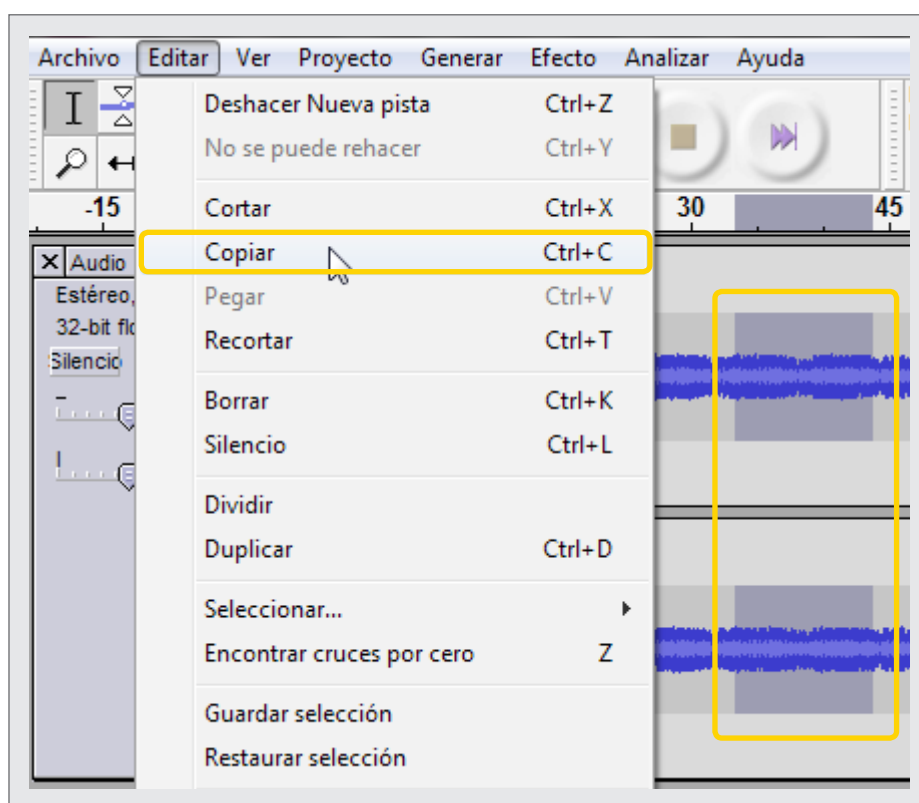 Archivo Editar Ver Proyecto Generar Efecto Analizar Ayuda
Deshacer Nueva pista Ctrl+Z
No se puede rehacer Ctrl+Y
-15 30 45
Cortar Ctrl+X
Copiar Ctrl+C
X Audio
Pegar Ctrl+V
Estéreo,
32-bit flo
Recortar Ctrl+T
Silencio
Borrar Ctrl+K
Silencio Ctrl+L
Dividir
Duplicar Ctrl+D
Seleccionar...
Encontrar cruces por cero Z
Guardar selección
Restaurar selección